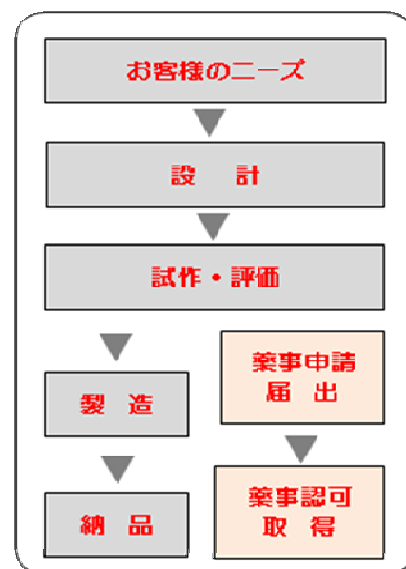 お客様のニーズ
設　計
試作・評価
製　造
納　品
薬事申請
届　出
薬事認可
取　得